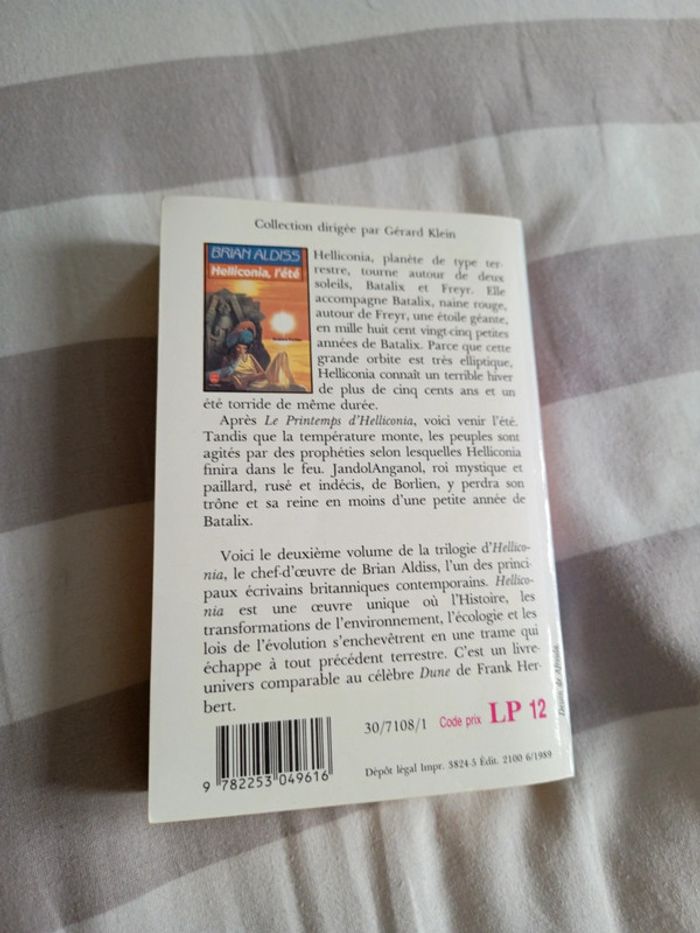 Collection dirigée par Gérard Klein
BRIAN ALDISS
Helliconia, l'été
Helliconia, planète de type ter-
restre, tourne autour de deux
soleils, Batalix et Freyr. Elle
accompagne Batalix, naine rouge,
autour de Freyr, une étoile géante,
en mille huit cent vingt-cinq petites
années de Batalix. Parce que cette
grande orbite est très elliptique,
Helliconia connaît un terrible hiver
de plus de cinq cents ans et un
été torride de même durée.
Après Le Printemps d'Helliconia, voici venir l'été.
Tandis que la température monte, les peuples sont
agités par des prophéties selon lesquelles Helliconia
finira dans le feu. JandolAnganol, roi mystique et
paillard, rusé et indécis, de Borlien, y perdra son
trône et sa reine en moins d'une petite année de
Batalix.
Voici le deuxième volume de la trilogie d'Hellico-
nia, le chef-d'œuvre de Brian Aldiss, l'un des princi-
paux écrivains britanniques contemporains. Hellico-
nia est une œuvre unique où l'Histoire, les
transformations de l'environnement, l'écologie et les
lois de l'évolution s'enchevêtrent en une trame qui
échappe à tout précédent terrestre. C'est un livre-
univers comparable au célèbre Dune de Frank Her-
bert.
30/7108/1 Code prix LP 12
9 782253 049616
Dépôt légal Impr. 3824-5 Édit. 2100 6/1989